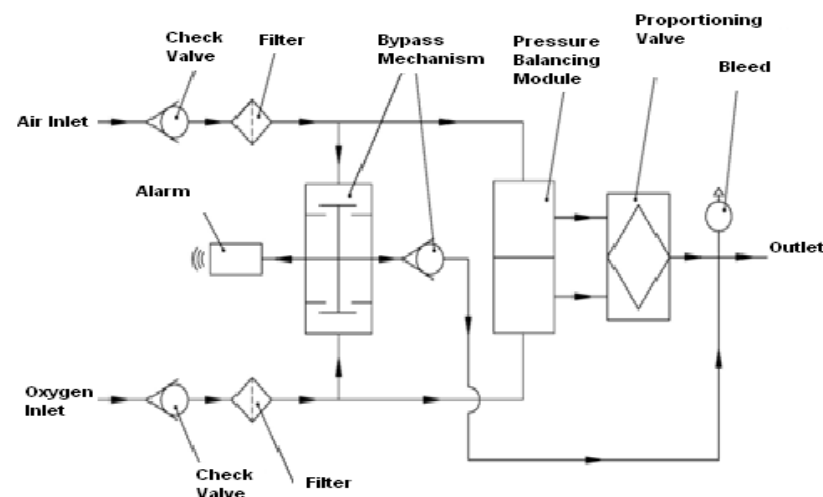 Check
Valve
Filter
Bypass
Mechanism
Pressure
Balancing
Module
Proportioning
Valve
Bleed
Air Inlet
Alarm
Outlet
Oxygen
Inlet
Check
Valve
Filter